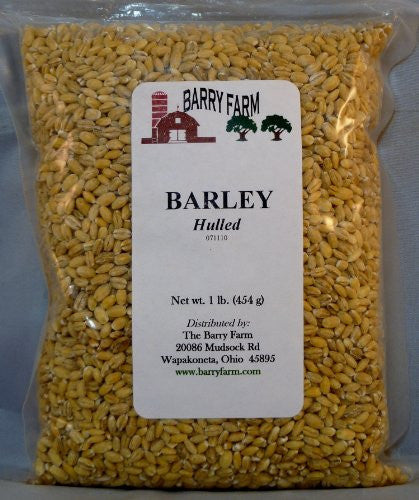 BARRY FARM
BARLEY
Hulled
071110
Net wt. 1 lb. (454 g)
Distributed by:
The Barry Farm
20086 Mudsock Rd
Wapakoneta, Ohio 45895
www.barryfarm.com